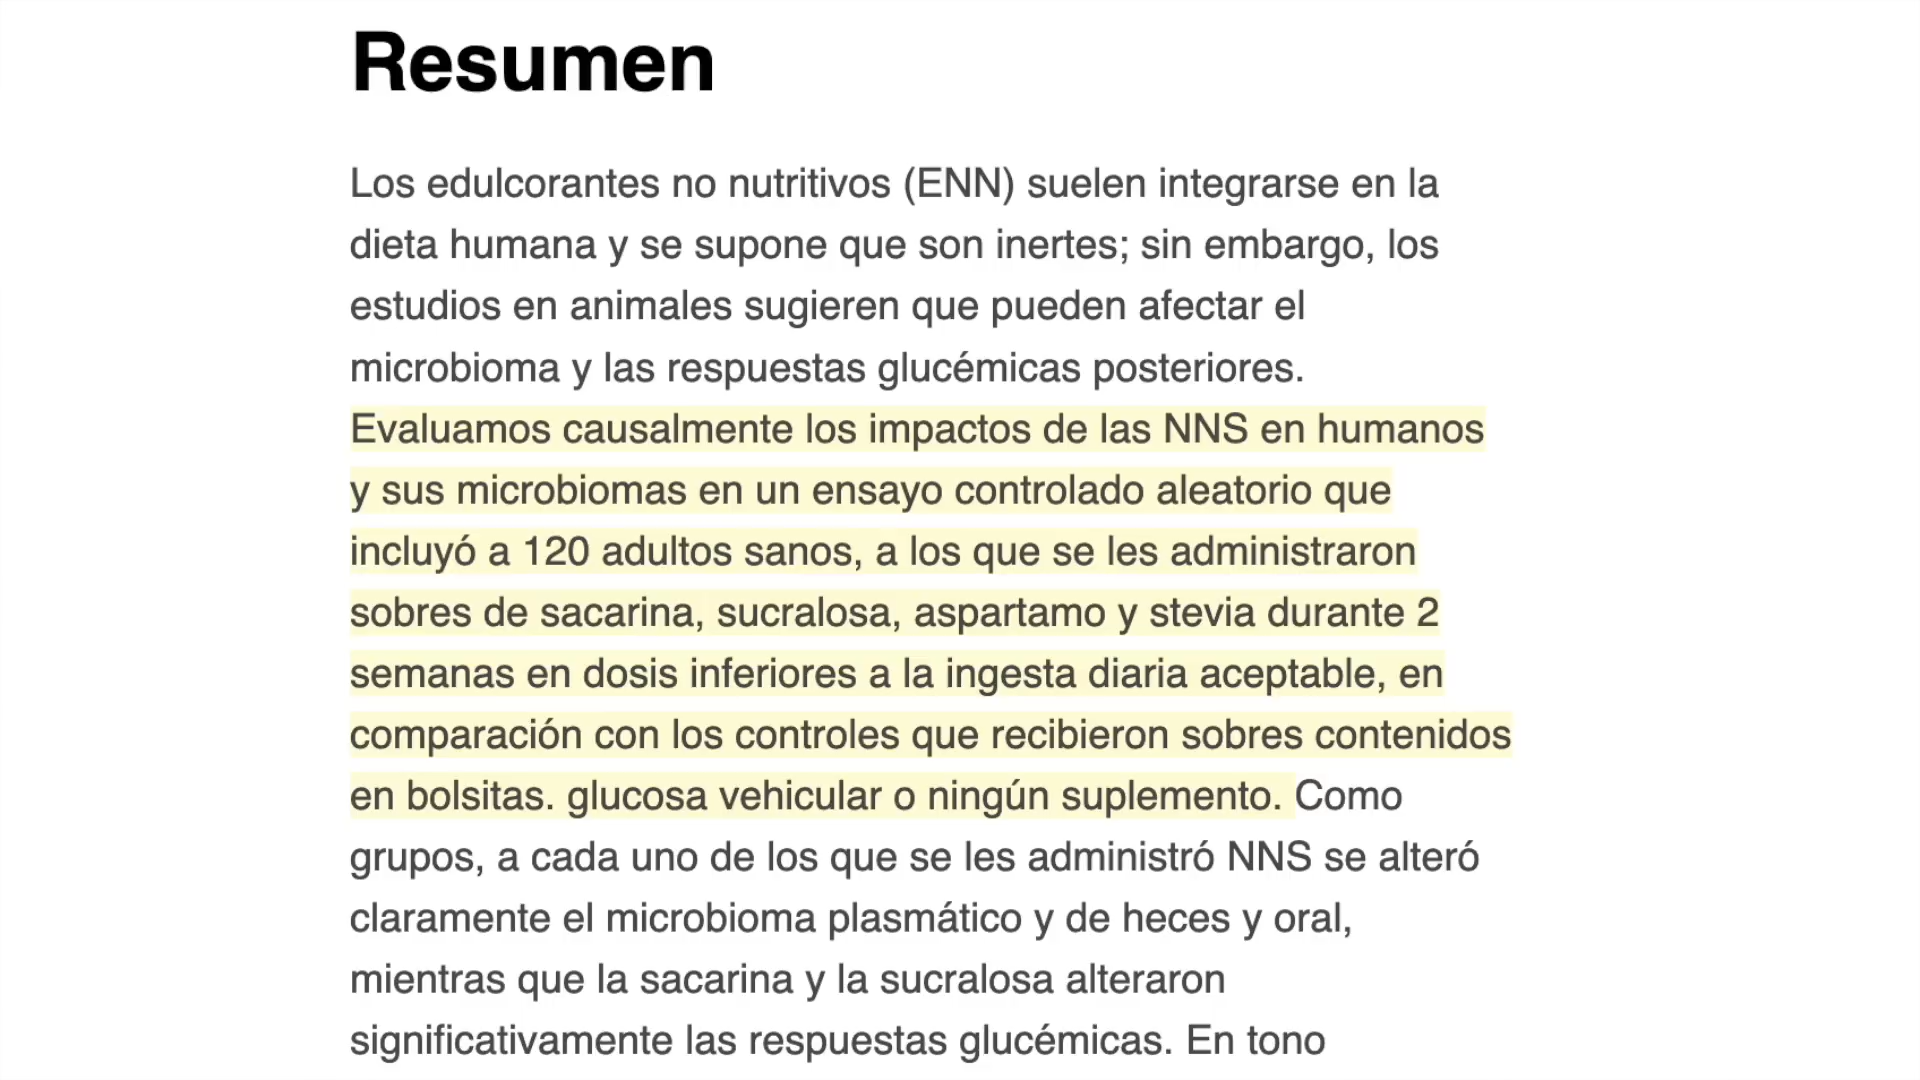 Resumen
Los edulcorantes no nutritivos (ENN) suelen integrarse en la
dieta humana y se supone que son inertes; sin embargo, los
estudios en animales sugieren que pueden afectar el
microbioma y las respuestas glucémicas posteriores.
Evaluamos causalmente los impactos de las NNS en humanos
y sus microbiomas en un ensayo controlado aleatorio que
incluyó a 120 adultos sanos, a los que se les administraron
sobres de sacarina, sucralosa, aspartamo y stevia durante 2
semanas en dosis inferiores a la ingesta diaria aceptable, en
comparación con los controles que recibieron sobres contenidos
en bolsitas. glucosa vehicular o ningún suplemento. Como
grupos, a cada uno de los que se les administró NNS se alteró
claramente el microbioma plasmático y de heces y oral,
mientras que la sacarina y la sucralosa alteraron
significativamente las respuestas glucémicas. En tono